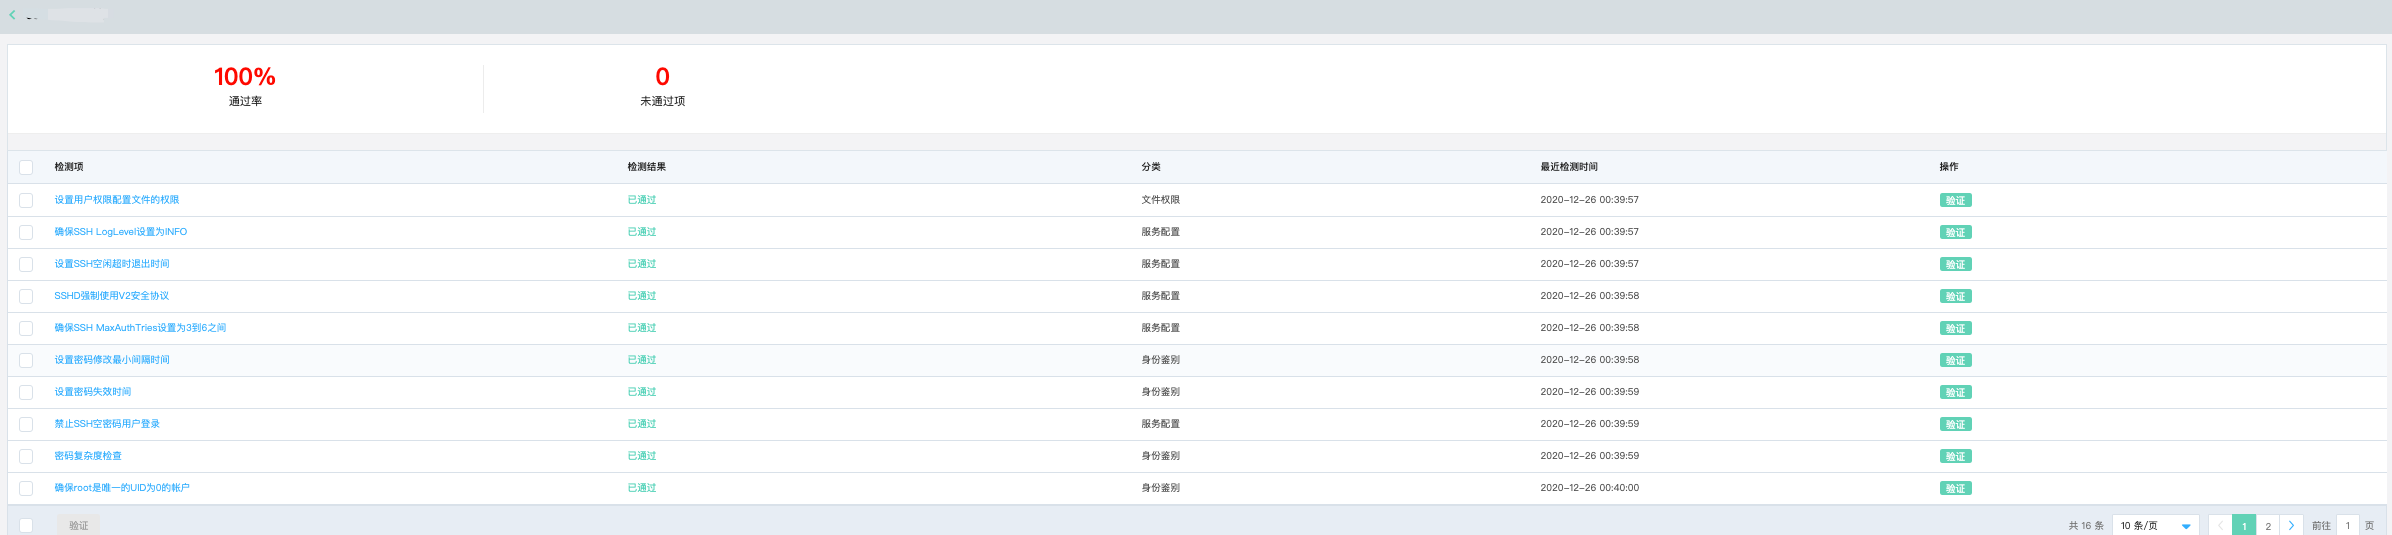 100% 0
通过率 未通过项
检测项 检测结果 分类 最近检测时间 操作
设置用户权限配置文件的权限 已通过 文件权限 2020-12-26 00:39:57 验证
确保SSH LogLevel设置为INFO 已通过 服务配置 2020-12-26 00:39:57 验证
设置SSH空闲超时退出时间 已通过 服务配置 2020-12-26 00:39:57 验证
SSHD强制使用V2安全协议 已通过 服务配置 2020-12-26 00:39:58 验证
确保SSH MaxAuthTries设置为3到6之间 已通过 服务配置 2020-12-26 00:39:58 验证
设置密码修改最小间隔时间 已通过 身份鉴别 2020-12-26 00:39:58 验证
设置密码失效时间 已通过 身份鉴别 2020-12-26 00:39:59 验证
禁止SSH空密码用户登录 已通过 服务配置 2020-12-26 00:39:59 验证
密码复杂度检查 已通过 身份鉴别 2020-12-26 00:39:59 验证
确保root是唯一的UID为0的帐户 已通过 身份鉴别 2020-12-26 00:40:00 验证
验证 共 16 条 10 条/页 1 2 前往 1 页